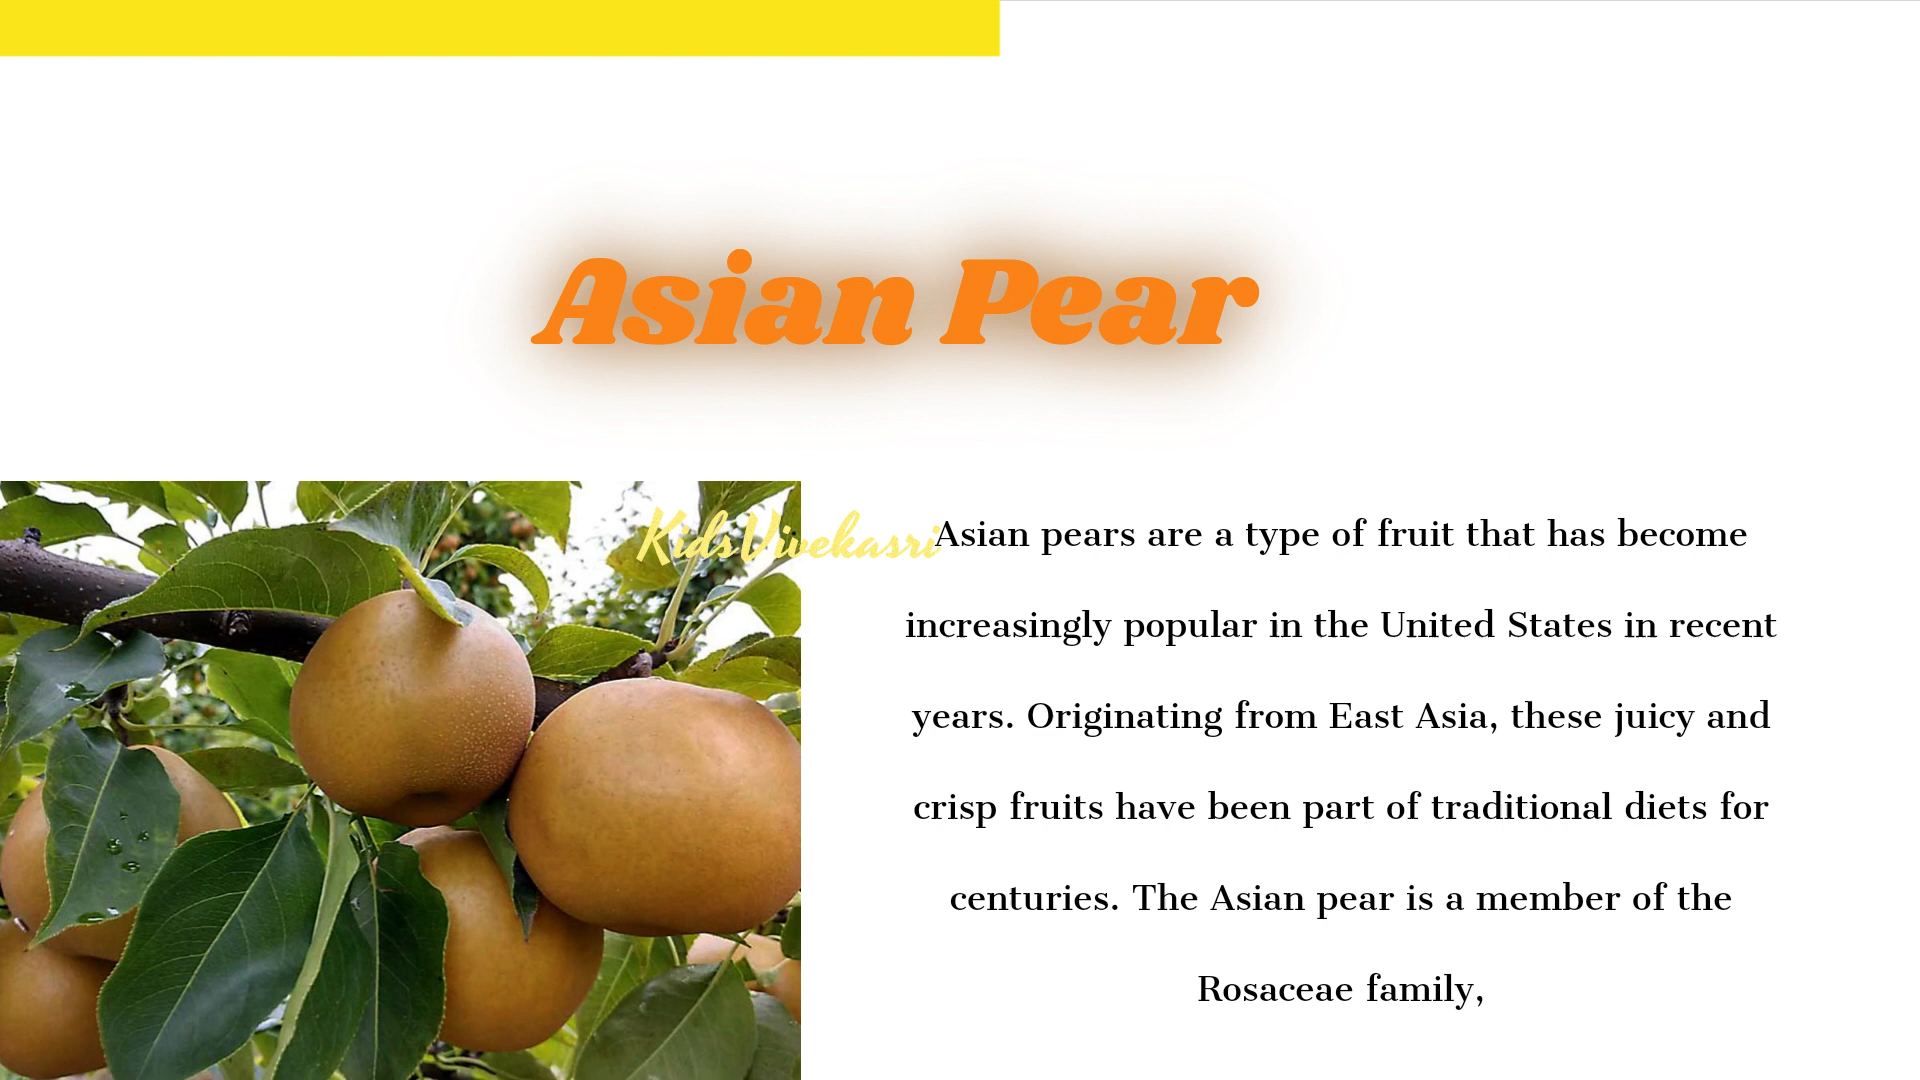 Asian Pear
KidsVivekasri
Asian pears are a type of fruit that has become
increasingly popular in the United States in recent
years. Originating from East Asia, these juicy and
crisp fruits have been part of traditional diets for
centuries. The Asian pear is a member of the
Rosaceae family,